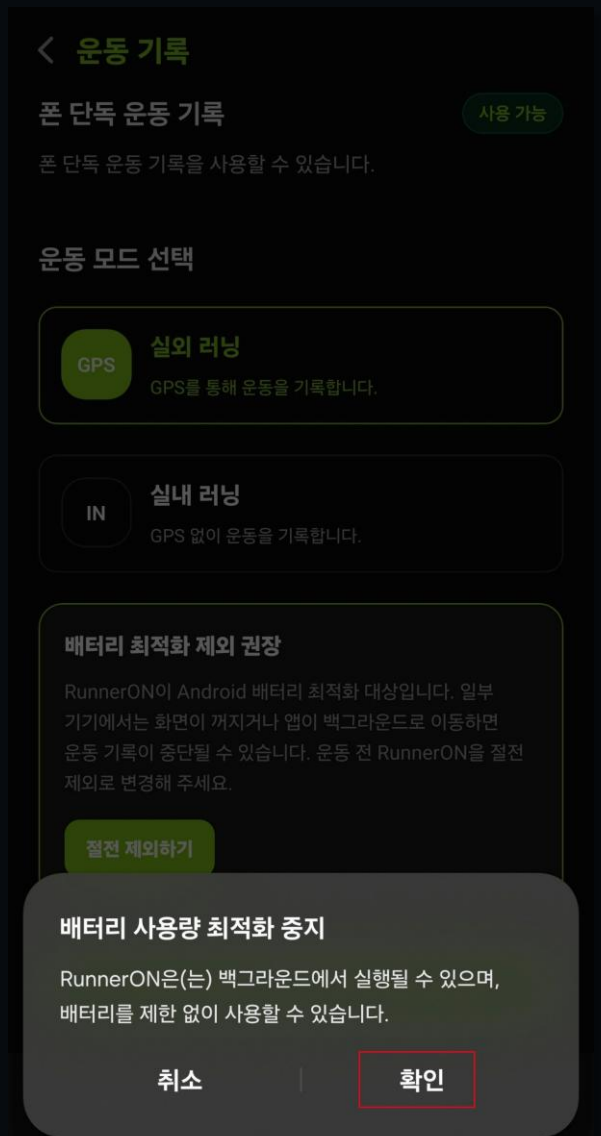 운동 기록
폰 단독 운동 기록
사용 가능
폰 단독 운동 기록을 사용할 수 있습니다.
운동 모드 선택
GPS
실외 러닝
GPS를 통해 운동을 기록합니다.
IN
실내 러닝
GPS 없이 운동을 기록합니다.
배터리 최적화 제외 권장
RunnerON이 Android 배터리 최적화 대상입니다. 일부
기기에서는 화면이 꺼지거나 앱이 백그라운드로 이동하면
운동 기록이 중단될 수 있습니다. 운동 전 RunnerON을 절전
제외로 변경해 주세요.
절전 제외하기
배터리 사용량 최적화 중지
RunnerON은(는) 백그라운드에서 실행될 수 있으며,
배터리를 제한 없이 사용할 수 있습니다.
취소
확인